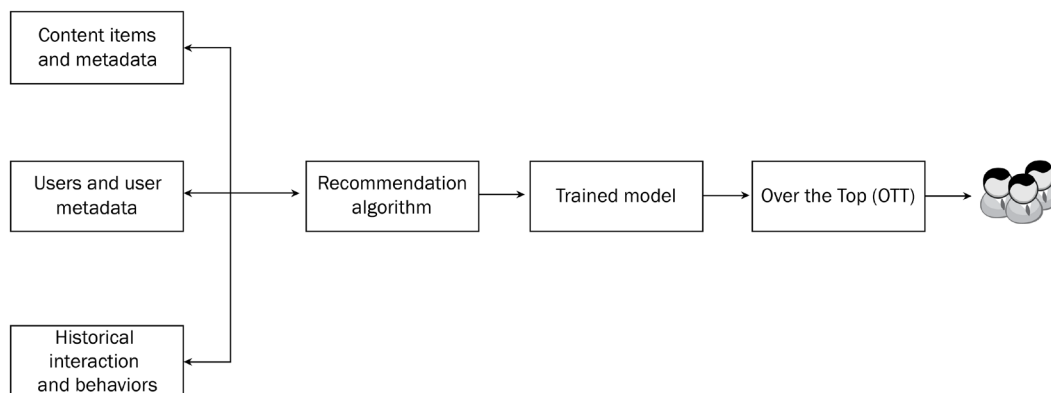 Content items
and metadata
Users and user
metadata
Recommendation
algorithm
Trained model
Over the Top (OTT)
Historical
interaction
and behaviors